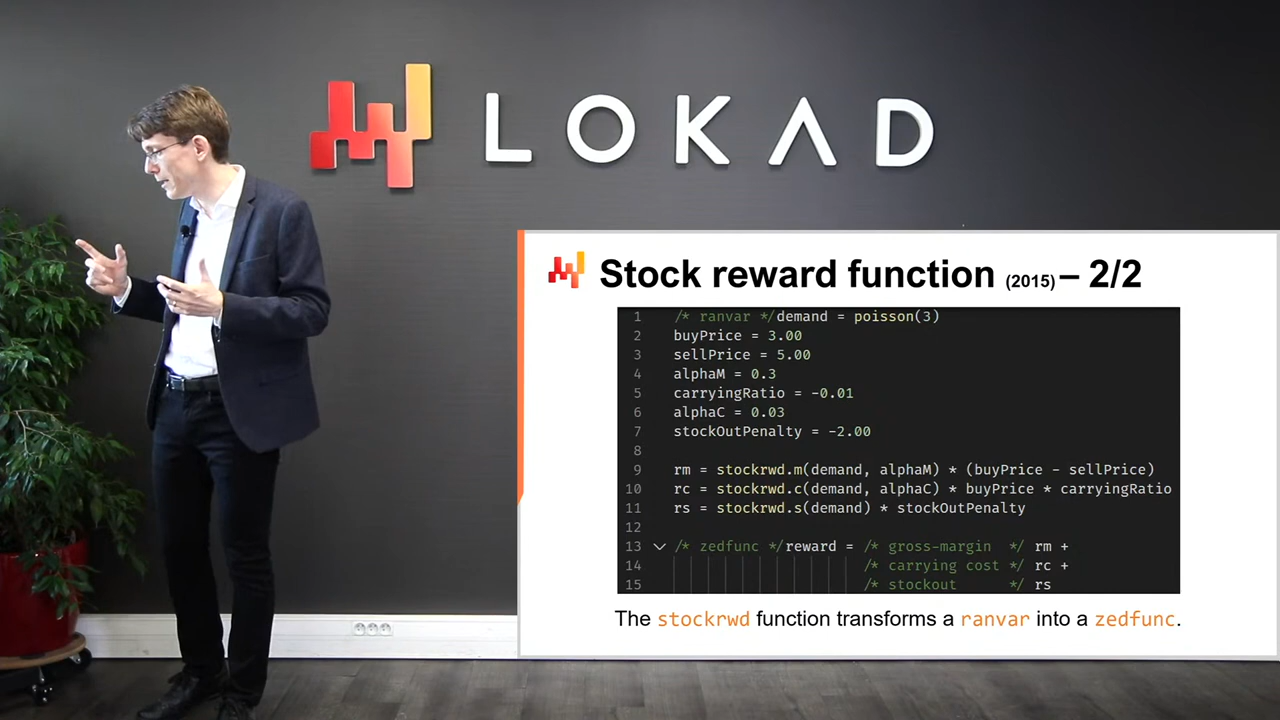 LOKAD
Stock reward function (2015) – 2/2
1 /* ranvar */demand = poisson(3)
2 buyPrice = 3.00
3 sellPrice = 5.00
4 alphaM = 0.3
5 carryingRatio = -0.01
6 alphaC = 0.03
7 stockOutPenalty = -2.00
8
9 rm = stockrwd.m(demand, alphaM) * (buyPrice - sellPrice)
10 rc = stockrwd.c(demand, alphaC) * buyPrice * carryingRatio
11 rs = stockrwd.s(demand) * stockOutPenalty
12
13 /* zedfunc */reward = /* gross-margin */ rm +
14 /* carrying cost */ rc +
15 /* stockout */ rs
The stockrwd function transforms a ranvar into a zedfunc.